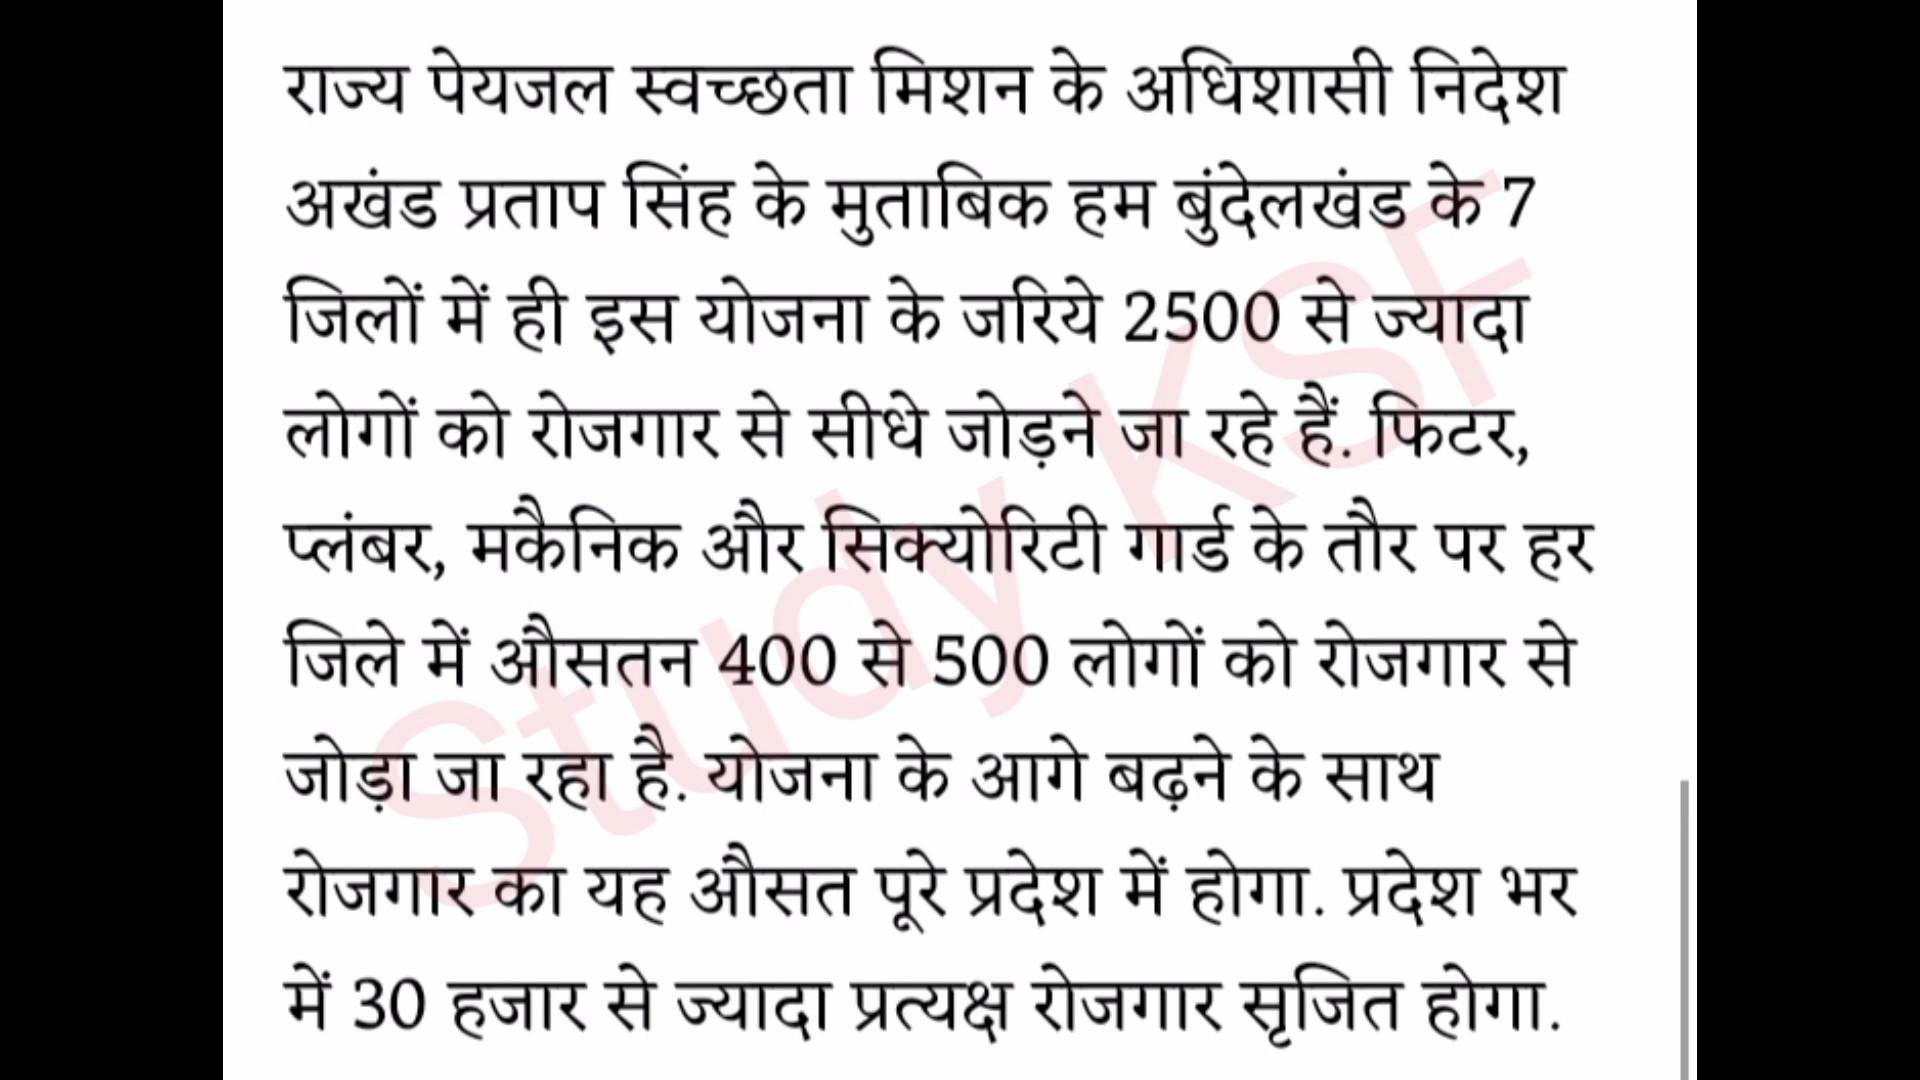 राज्य पेयजल स्वच्छता मिशन के अधिशासी निदेश
अखंड प्रताप सिंह के मुताबिक हम बुंदेलखंड के 7
जिलों में ही इस योजना के जरिये 2500 से ज्यादा
लोगों को रोजगार से सीधे जोड़ने जा रहे हैं. फिटर,
प्लंबर, मकैनिक और सिक्योरिटी गार्ड के तौर पर हर
जिले में औसतन 400 से 500 लोगों को रोजगार से
जोड़ा जा रहा है. योजना के आगे बढ़ने के साथ
रोजगार का यह औसत पूरे प्रदेश में होगा. प्रदेश भर
में 30 हजार से ज्यादा प्रत्यक्ष रोजगार सृजित होगा.
Study KSF